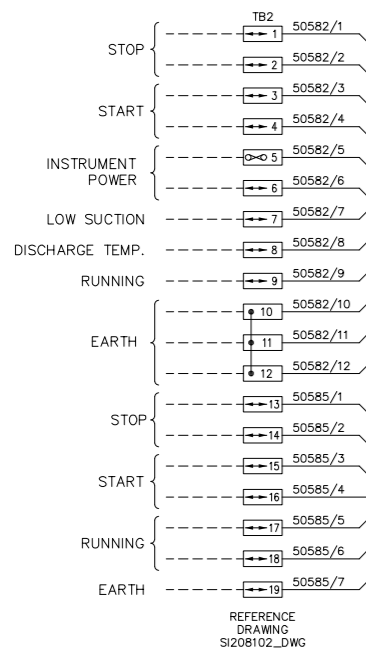 TB2
STOP
1 50582/1
2 50582/2
START
3 50582/3
4 50582/4
INSTRUMENT
POWER
5 50582/5
6 50582/6
LOW SUCTION 7 50582/7
DISCHARGE TEMP. 8 50582/8
RUNNING 9 50582/9
EARTH
10 50582/10
11 50582/11
12 50582/12
STOP
13 50585/1
14 50585/2
START
15 50585/3
16 50585/4
RUNNING
17 50585/5
18 50585/6
EARTH 19 50585/7
REFERENCE
DRAWING
SI208102_DWG